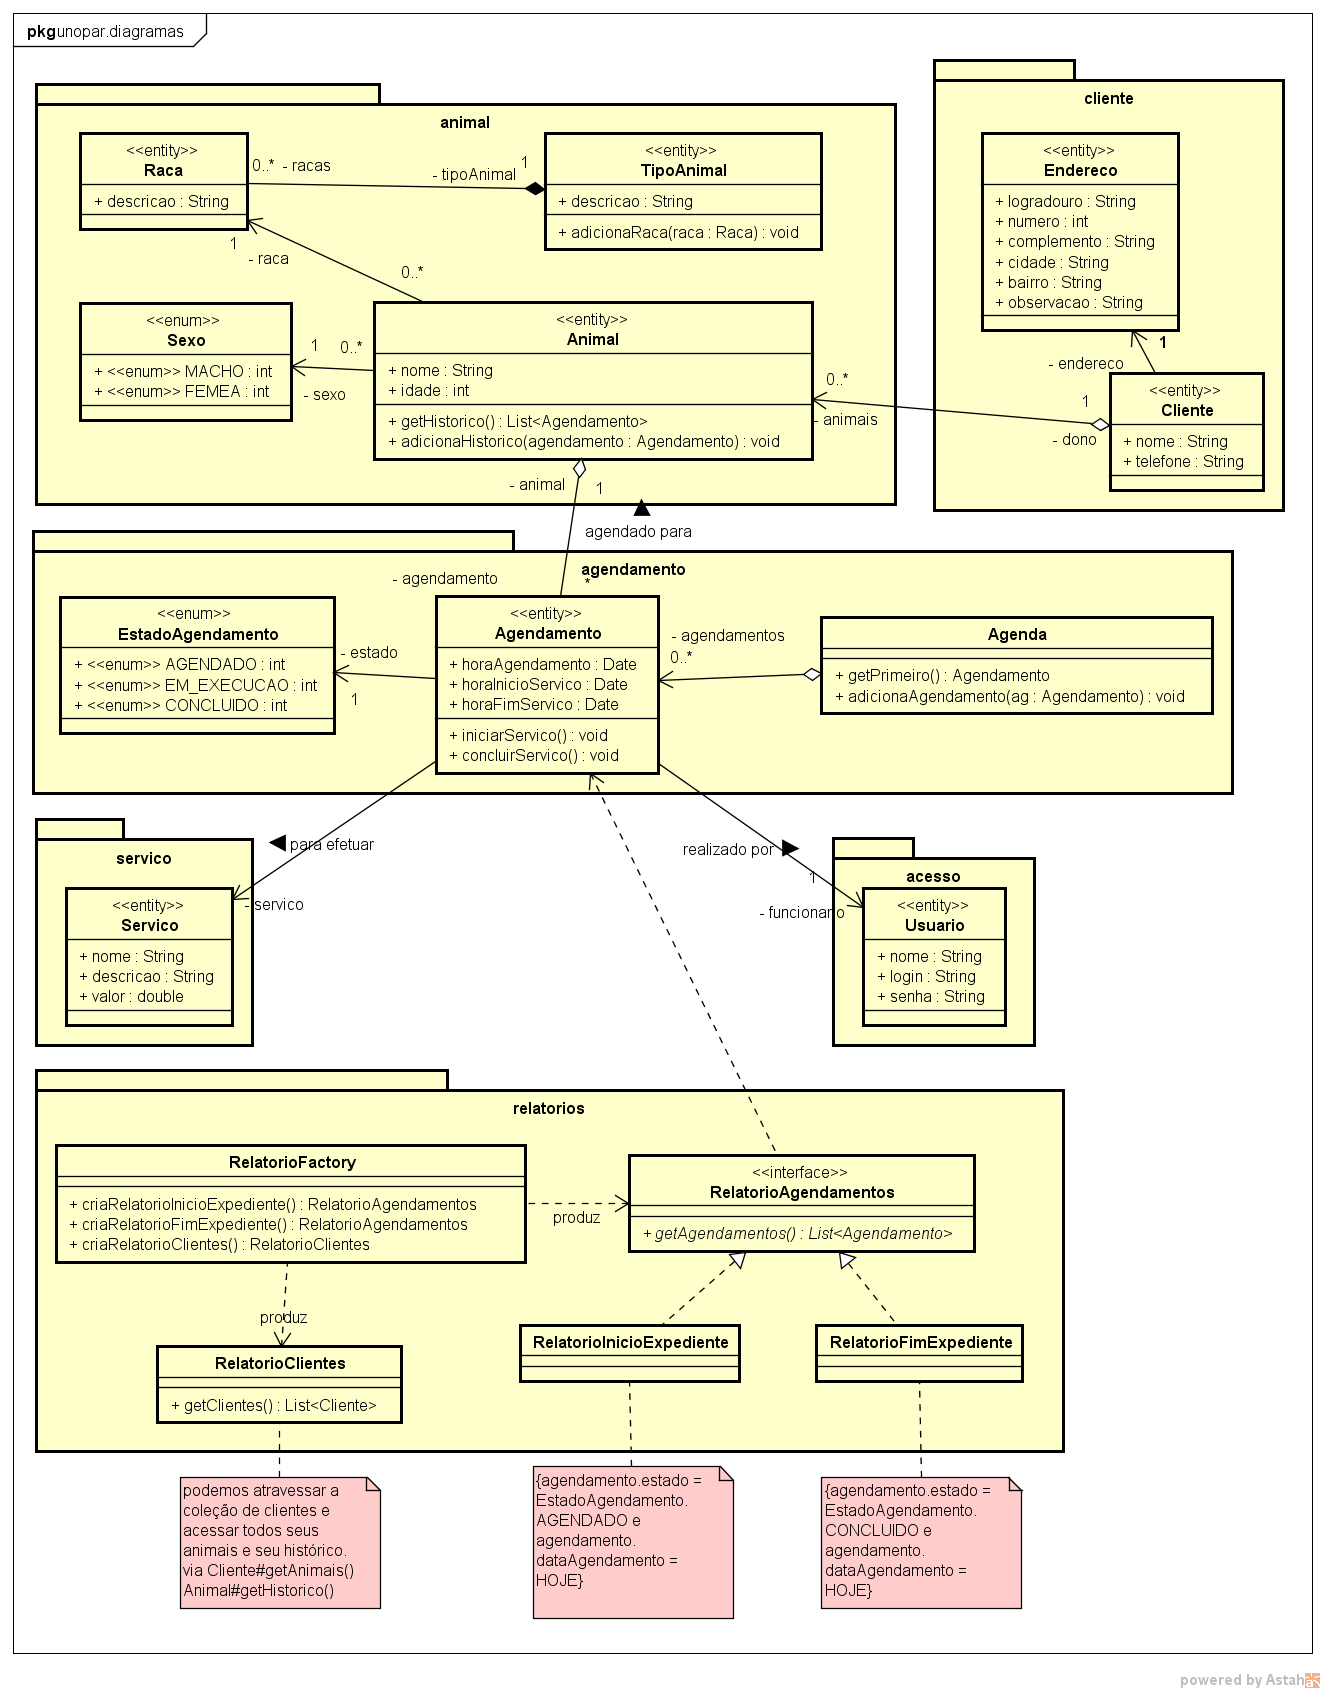 pkg unopar.diagramas
animal
<<entity>>
Raca
+ descricao : String
0..* - racas
- tipoAnimal
1
<<entity>>
TipoAnimal
+ descricao : String
+ adicionaRaca(raca : Raca) : void
1
- raca
0..*
<<enum>>
Sexo
+ <<enum>> MACHO : int
+ <<enum>> FEMEA : int
1
0..*
- sexo
<<entity>>
Animal
+ nome : String
+ idade : int
+ getHistorico() : List<Agendamento>
+ adicionaHistorico(agendamento : Agendamento) : void
cliente
<<entity>>
Endereco
+ logradouro : String
+ numero : int
+ complemento : String
+ cidade : String
+ bairro : String
+ observacao : String
1
- endereco
<<entity>>
Cliente
+ nome : String
+ telefone : String
0..*
- animais
1
- dono
- animal
1
agendado para
- agendamento
*
agendamento
<<enum>>
EstadoAgendamento
+ <<enum>> AGENDADO : int
+ <<enum>> EM_EXECUCAO : int
+ <<enum>> CONCLUIDO : int
- estado
1
<<entity>>
Agendamento
+ horaAgendamento : Date
+ horaInicioServico : Date
+ horaFimServico : Date
+ iniciarServico() : void
+ concluirServico() : void
- agendamentos
0..*
Agenda
+ getPrimeiro() : Agendamento
+ adicionaAgendamento(ag : Agendamento) : void
para efetuar
- servico
realizado por
1
- funcionario
servico
<<entity>>
Servico
+ nome : String
+ descricao : String
+ valor : double
acesso
<<entity>>
Usuario
+ nome : String
+ login : String
+ senha : String
relatorios
RelatorioFactory
+ criaRelatorioInicioExpediente() : RelatorioAgendamentos
+ criaRelatorioFimExpediente() : RelatorioAgendamentos
+ criaRelatorioClientes() : RelatorioClientes
produz
<<interface>>
RelatorioAgendamentos
+ getAgendamentos() : List<Agendamento>
produz
RelatorioClientes
+ getClientes() : List<Cliente>
RelatorioInicioExpediente
RelatorioFimExpediente
podemos atravessar a
coleção de clientes e
acessar todos seus
animais e seu histórico.
via Cliente#getAnimais()
Animal#getHistorico()
{agendamento.estado =
EstadoAgendamento.
AGENDADO e
agendamento.
dataAgendamento =
HOJE}
{agendamento.estado =
EstadoAgendamento.
CONCLUIDO e
agendamento.
dataAgendamento =
HOJE}
powered by Astah